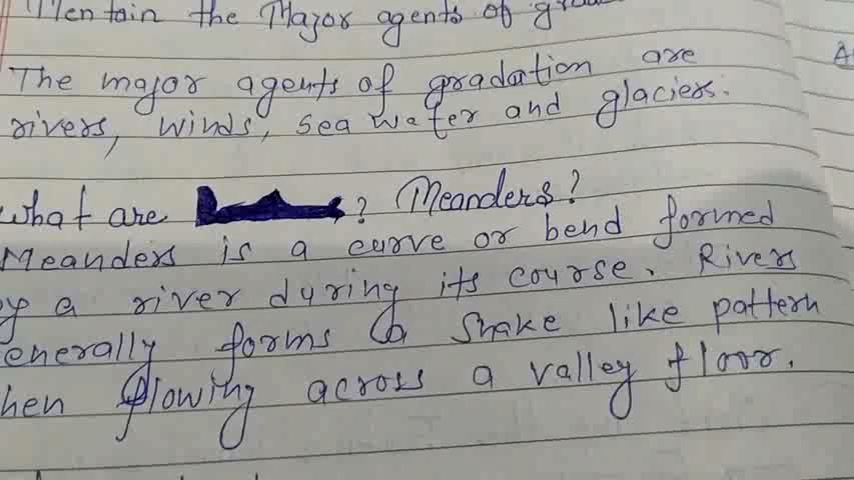 Mentain the Major agents of
The major agents of gradation are
rivers, winds, sea water and glaciers.
What are ? Meanders?
Meanders is a curve or bend formed
a river during its course. Rivers
enerally forms a snake like pattern
hen flowing across a valley floor.